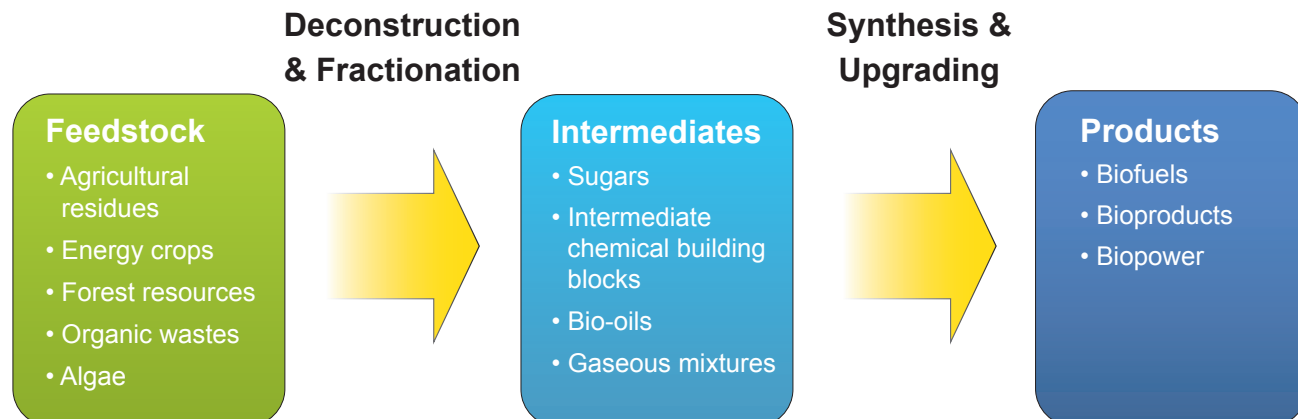 Deconstruction
& Fractionation
Synthesis &
Upgrading
Feedstock
• Agricultural
residues
• Energy crops
• Forest resources
• Organic wastes
• Algae
Intermediates
• Sugars
• Intermediate
chemical building
blocks
• Bio-oils
• Gaseous mixtures
Products
• Biofuels
• Bioproducts
• Biopower